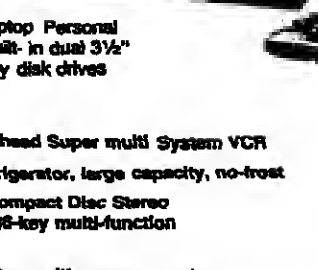 ptop Personal
ilt- in dual 3½"
y disk drives
head Super multi System VCR
rigerator, large capacity, no-frost
ompact Disc Stereo
6-key multi-function